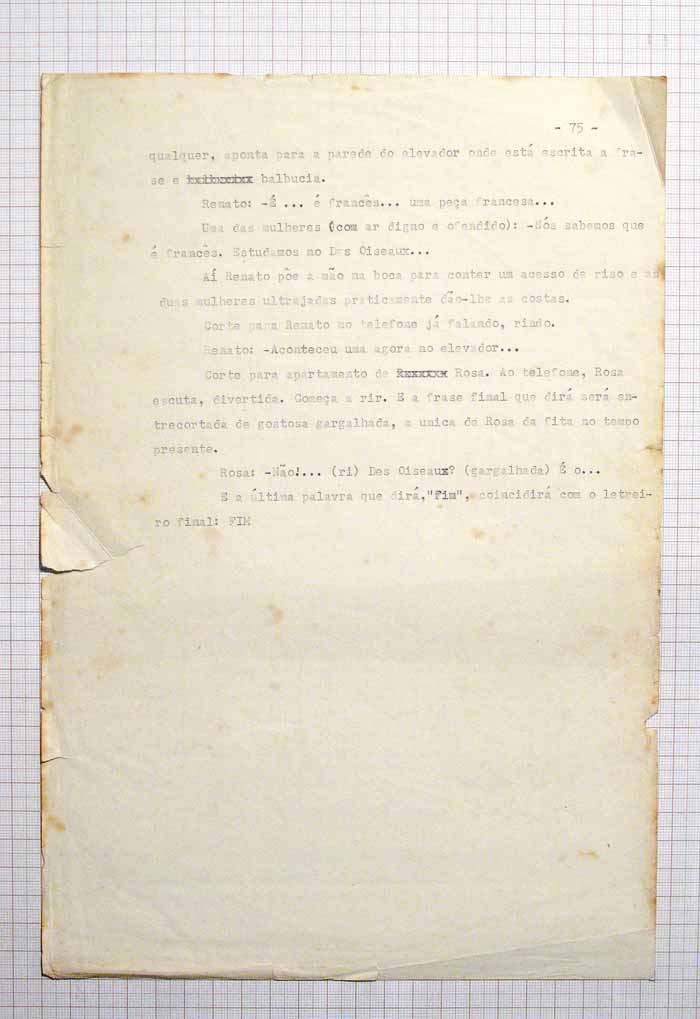 - 75 -
qualquer, aponta para a parede do elevador onde está escrita a fra-
se e balbucia.
Renato: -É ... é francês... uma peça francesa...
Uma das mulheres (com ar digno e ofendido): -Nós sabemos que
é francês. Estudamos no Des Oiseaux...
Aí Renato põe a mão na boca para conter um acesso de riso e as
duas mulheres ultrajadas praticamente dão-lhe as costas.
Corte para Renato no telefone já falando, rindo.
Renato: -Aconteceu uma agora no elevador...
Corte para apartamento de Rosa. Ao telefone, Rosa
escuta, divertida. Começa a rir. E a frase final que dirá será en-
trecortada de gostosa gargalhada, a unica de Rosa da fita no tempo
presente.
Rosa: -Não!... (ri) Des Oiseaux? (gargalhada) É o...
E a última palavra que dirá,"fim", coincidirá com o letrei-
ro final: FIM